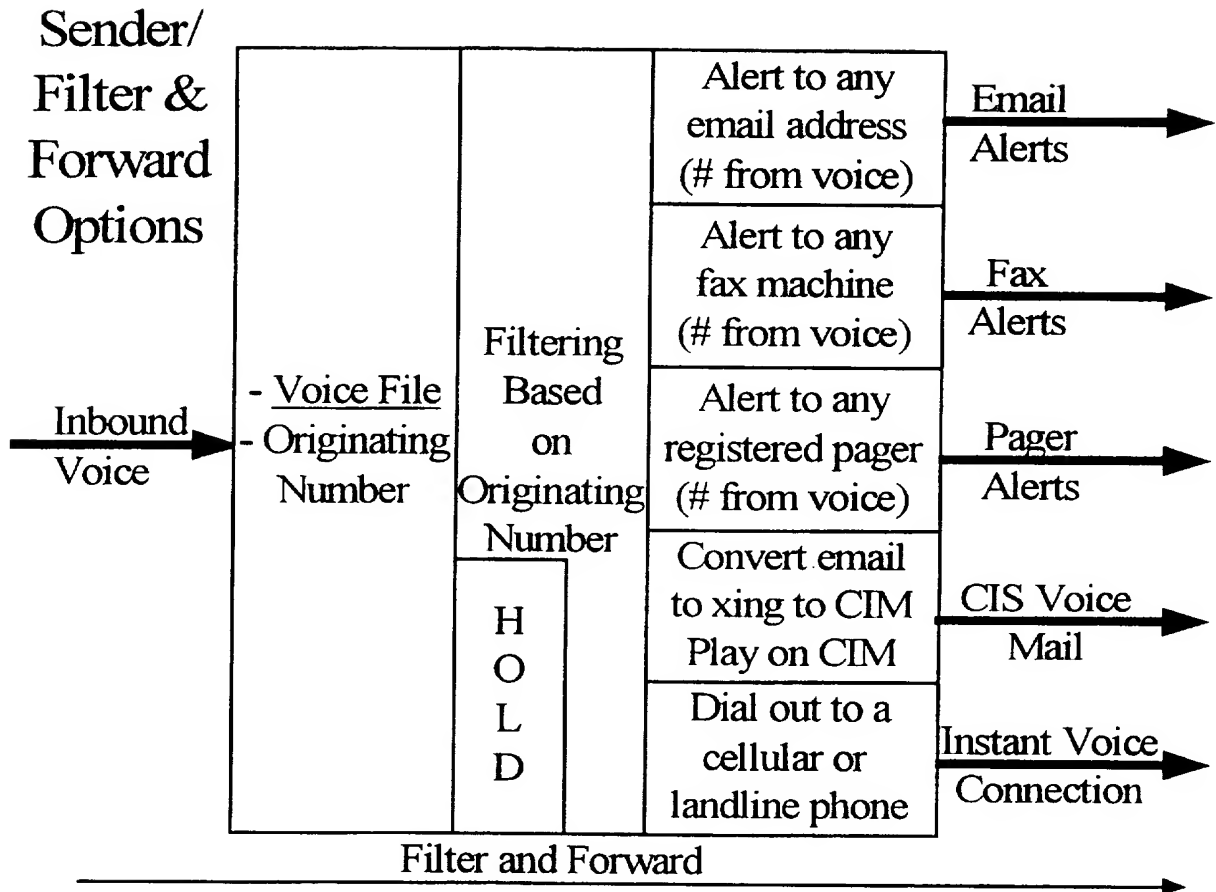 Sender/
Filter &
Forward
Options
Inbound
Voice
- Voice File
- Originating
Number
Filtering
Based
on
Originating
Number
H
O
L
D
Alert to any
email address
(# from voice)
Alert to any
fax machine
(# from voice)
Alert to any
registered pager
(# from voice)
Convert email
to xing to CIM
Play on CIM
Dial out to a
cellular or
landline phone
Email
Alerts
Fax
Alerts
Pager
Alerts
CIS Voice
Mail
Instant Voice
Connection
Filter and Forward